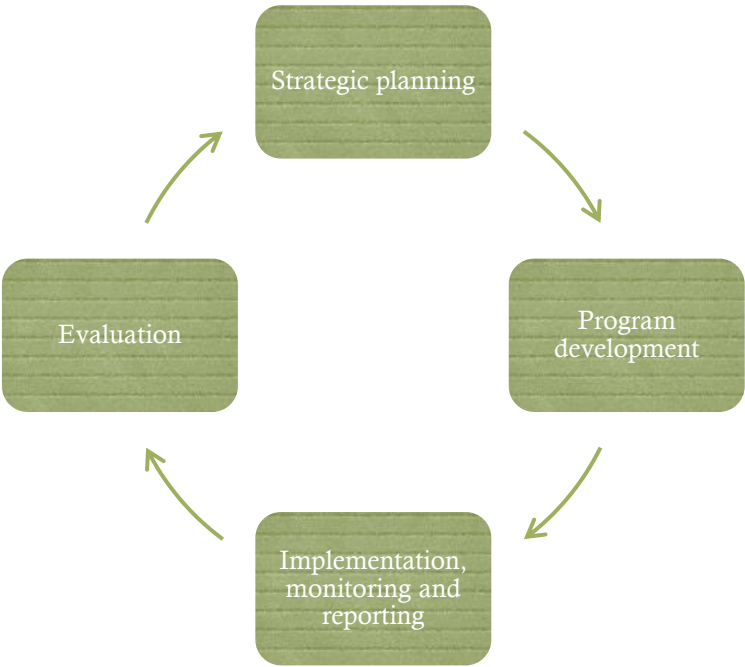 Strategic planning
Program
development
Implementation,
monitoring and
reporting
Evaluation